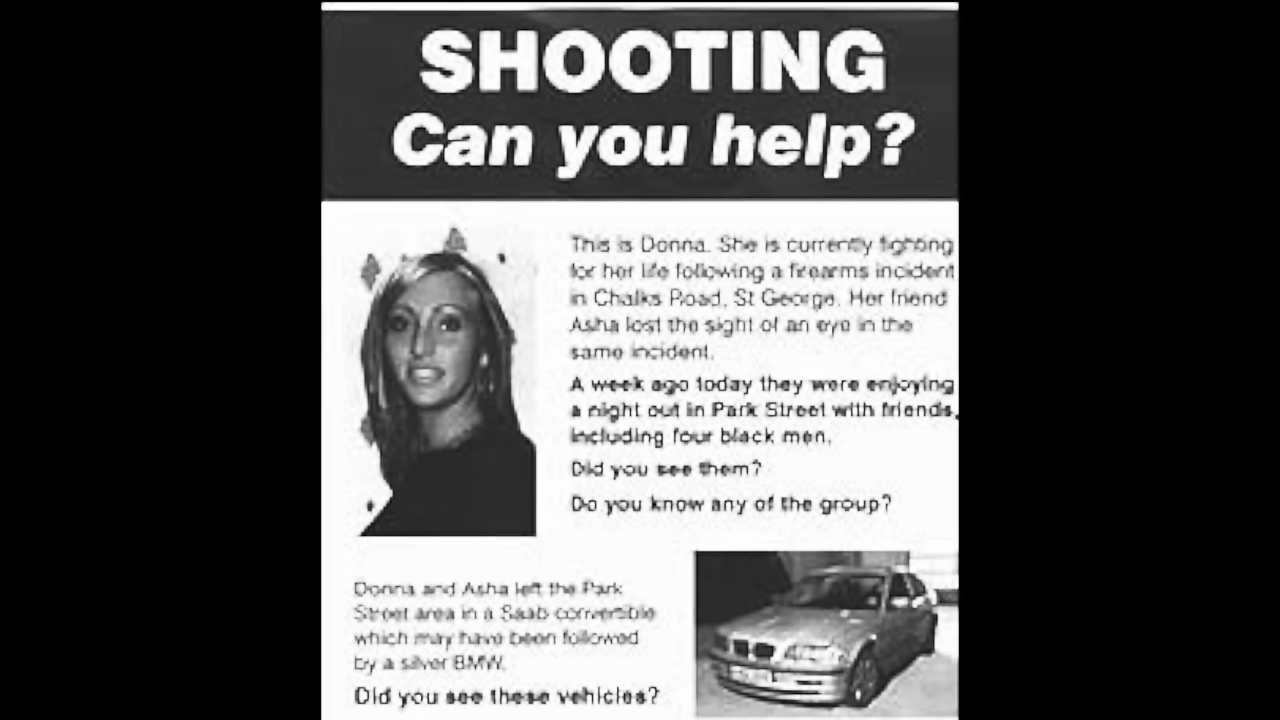 SHOOTING
Can you help?
This is Donna. She is currently fighting
for her life following a firearms incident
in Chalks Road, St George. Her friend
Asha lost the sight of an eye in the
same incident.
A week ago today they were enjoying
a night out in Park Street with friends,
including four black men.
Did you see them?
Do you know any of the group?
Donna and Asha left the Park
Street area in a Saab convertible
which may have been followed
by a silver BMW.
Did you see these vehicles?